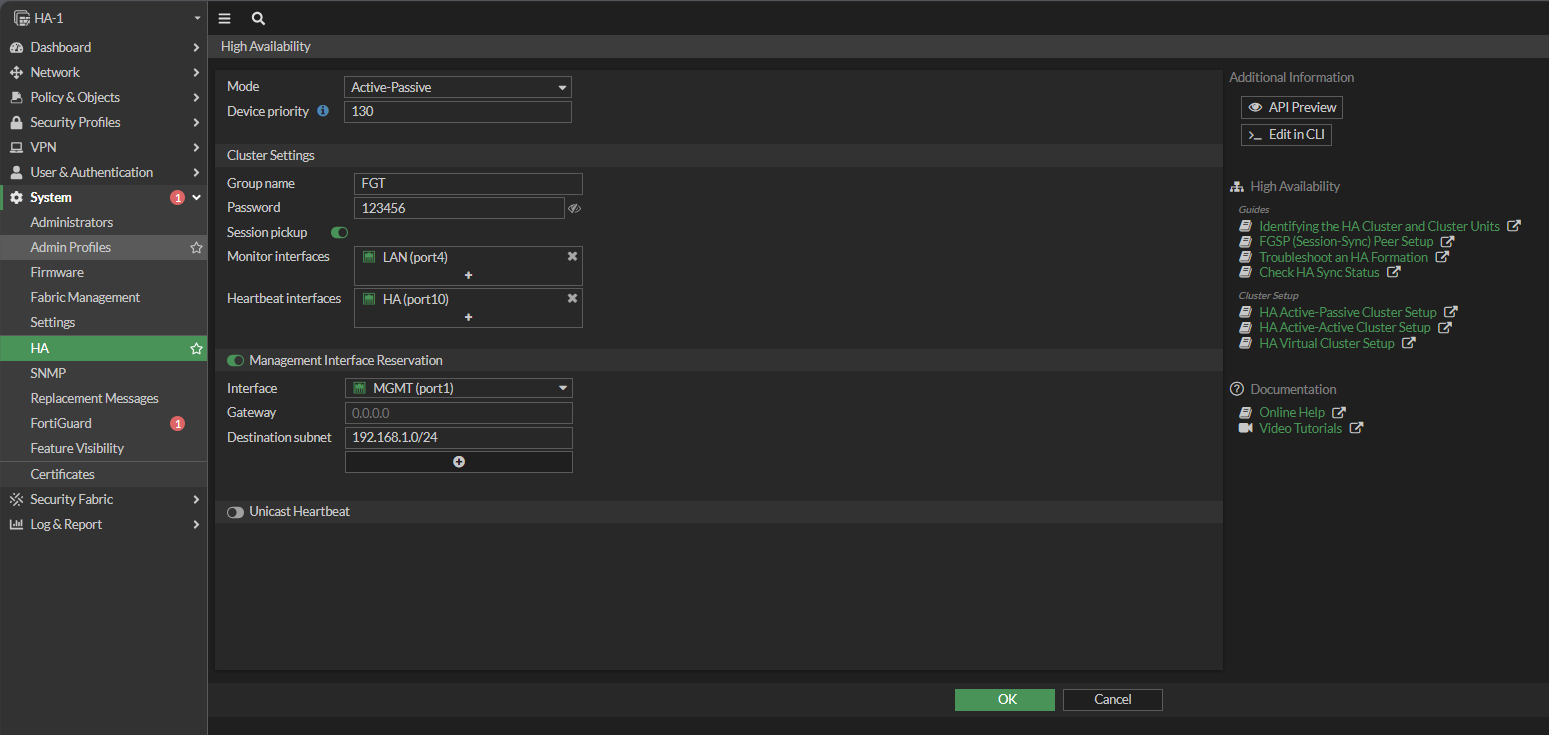 HA-1
Dashboard
Network
Policy & Objects
Security Profiles
VPN
User & Authentication
System 1
Administrators
Admin Profiles
Firmware
Fabric Management
Settings
HA
SNMP
Replacement Messages
FortiGuard 1
Feature Visibility
Certificates
Security Fabric
Log & Report
High Availability
Mode Active-Passive
Device priority 130
Cluster Settings
Group name FGT
Password 123456
Session pickup
Monitor interfaces LAN (port4)
Heartbeat interfaces HA (port10)
Management Interface Reservation
Interface MGMT (port1)
Gateway 0.0.0.0
Destination subnet 192.168.1.0/24
Unicast Heartbeat
OK Cancel
Additional Information
API Preview
>_ Edit in CLI
High Availability
Guides
Identifying the HA Cluster and Cluster Units
FGSP (Session-Sync) Peer Setup
Troubleshoot an HA Formation
Check HA Sync Status
Cluster Setup
HA Active-Passive Cluster Setup
HA Active-Active Cluster Setup
HA Virtual Cluster Setup
Documentation
Online Help
Video Tutorials